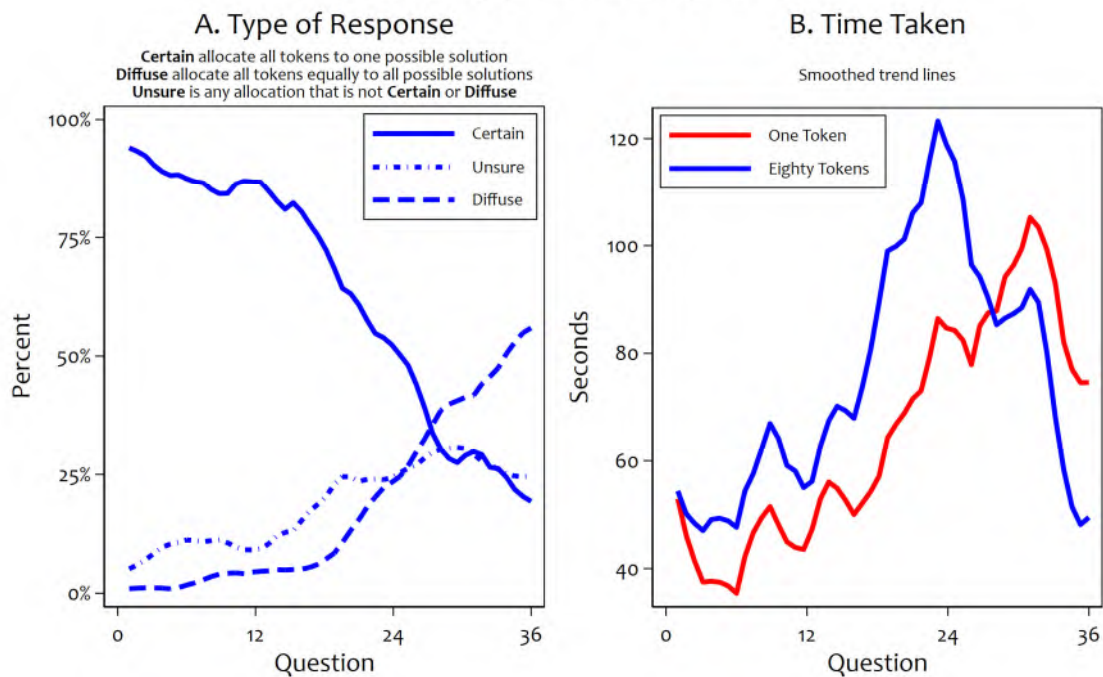 A. Type of Response
Certain allocate all tokens to one possible solution
Diffuse allocate all tokens equally to all possible solutions
Unsure is any allocation that is not Certain or Diffuse
100%
75%
50%
25%
0%
Percent
Certain
Unsure
Diffuse
0 12 24 36
Question
B. Time Taken
Smoothed trend lines
120
100
80
60
40
Seconds
One Token
Eighty Tokens
0 12 24 36
Question